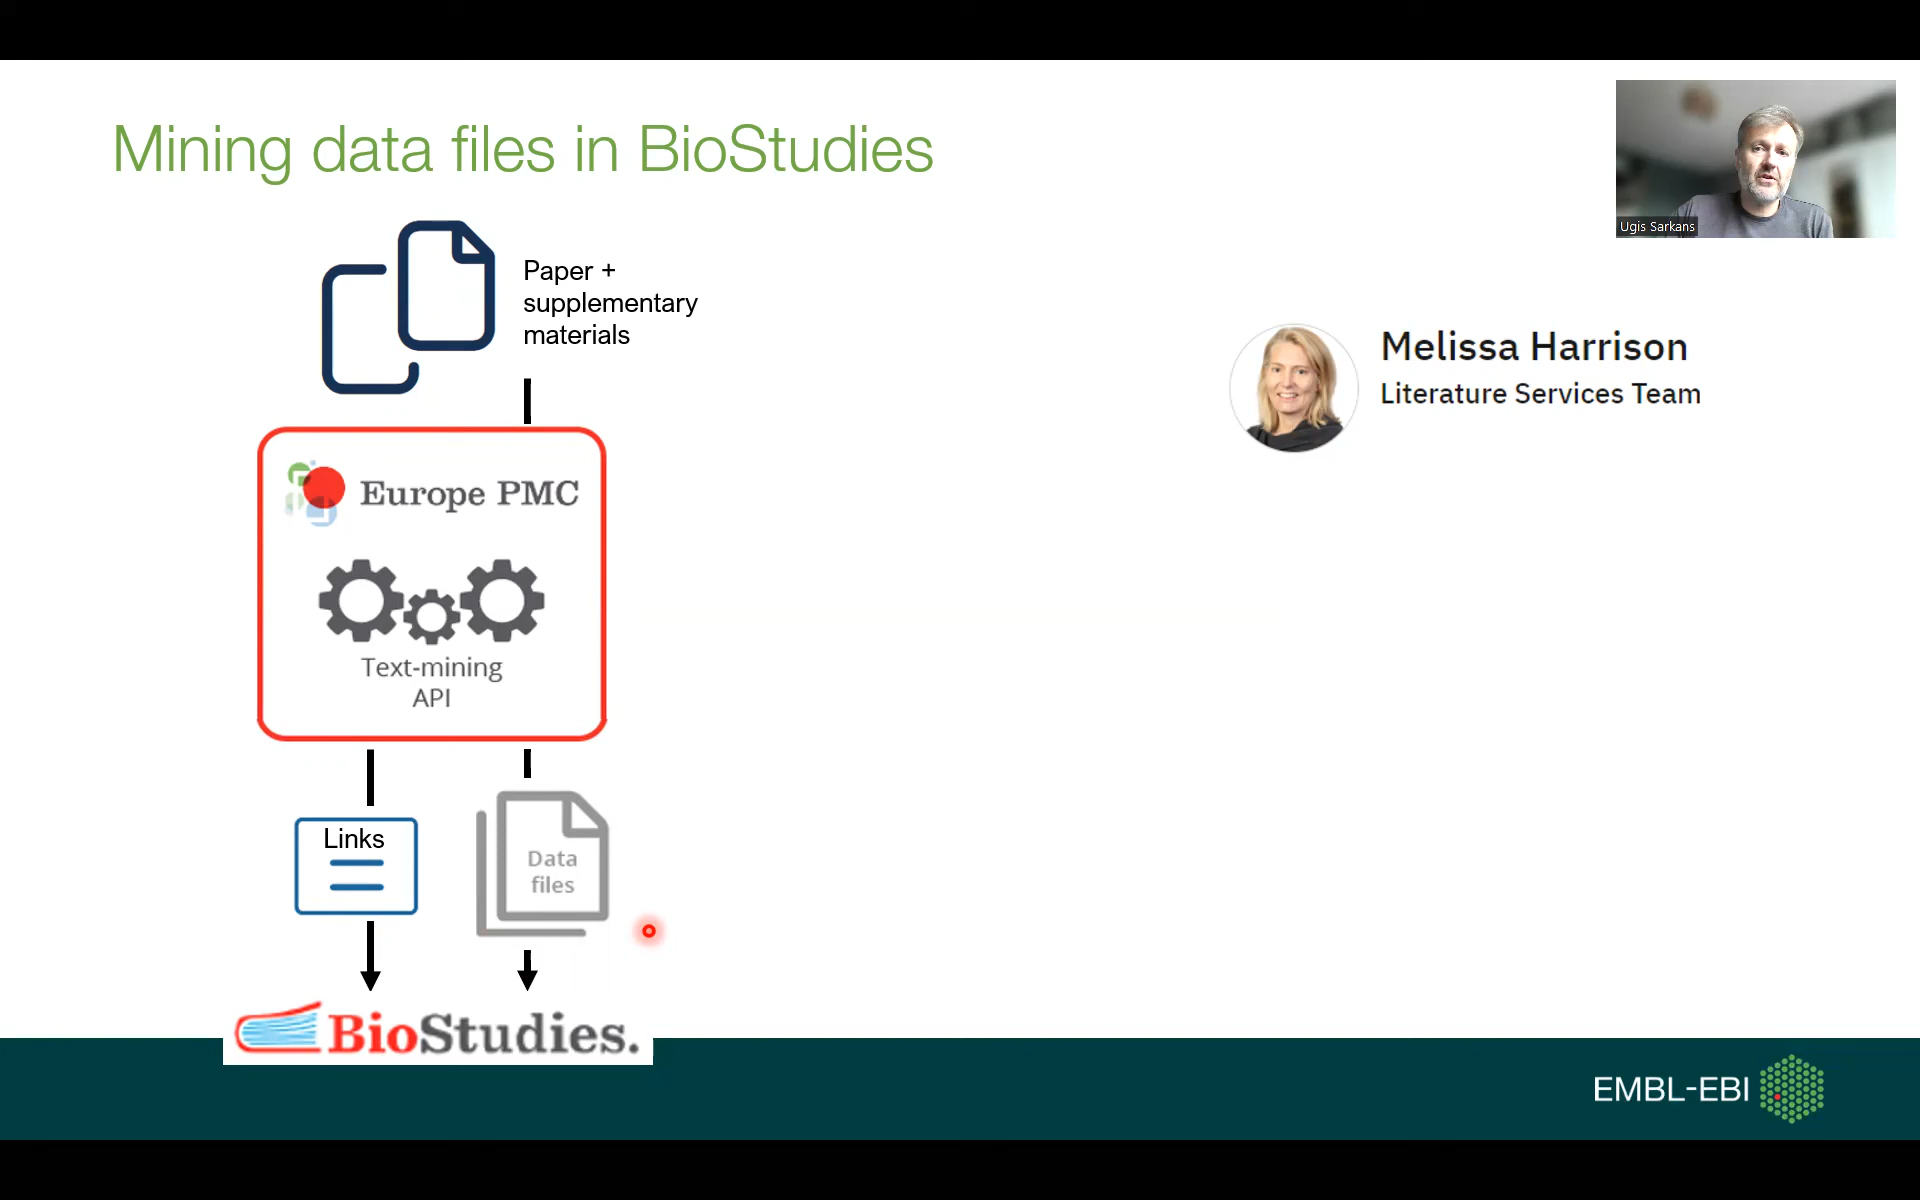 Mining data files in BioStudies
Ugis Sarkans
Paper +
supplementary
materials
Melissa Harrison
Literature Services Team
Europe PMC
Text-mining
API
Links
Data
files
BioStudies.
EMBL-EBI